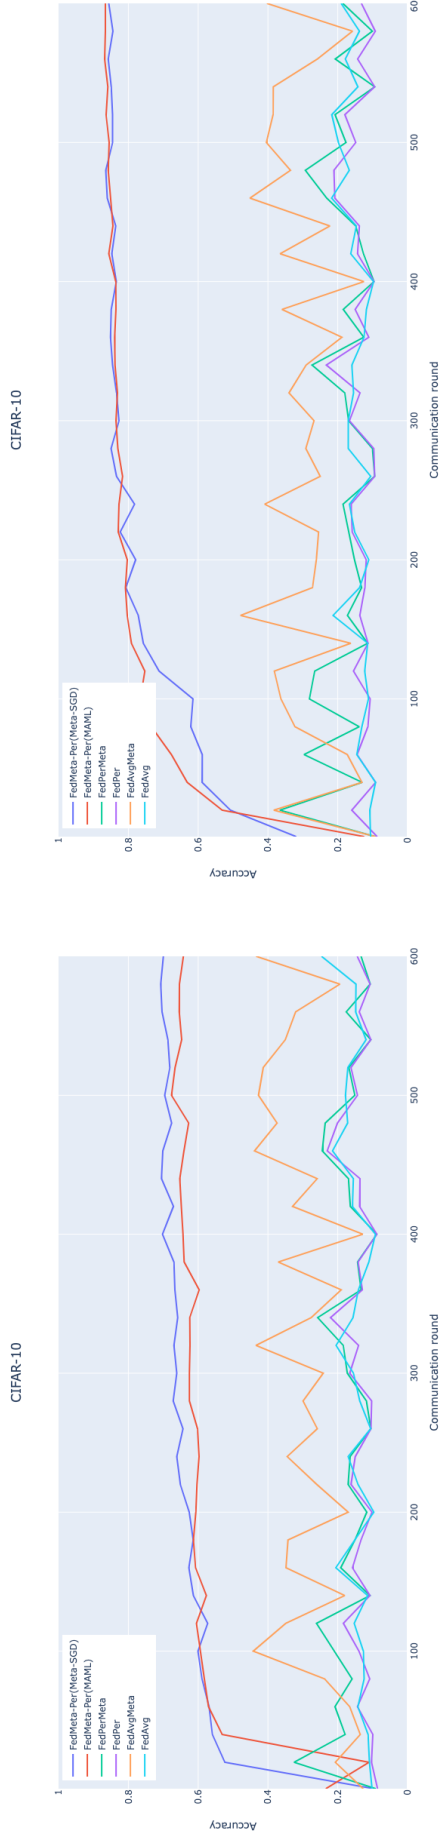 CIFAR-10
FedMeta-Per(Meta-SGD)
FedMeta-Per(MAML)
FedPerMeta
FedPer
FedAvgMeta
FedAvg
Accuracy
1
0.8
0.6
0.4
0.2
0
100
200
300
400
500
600
Communication round
CIFAR-10
FedMeta-Per(Meta-SGD)
FedMeta-Per(MAML)
FedPerMeta
FedPer
FedAvgMeta
FedAvg
Accuracy
1
0.8
0.6
0.4
0.2
0
100
200
300
400
500
60
Communication round